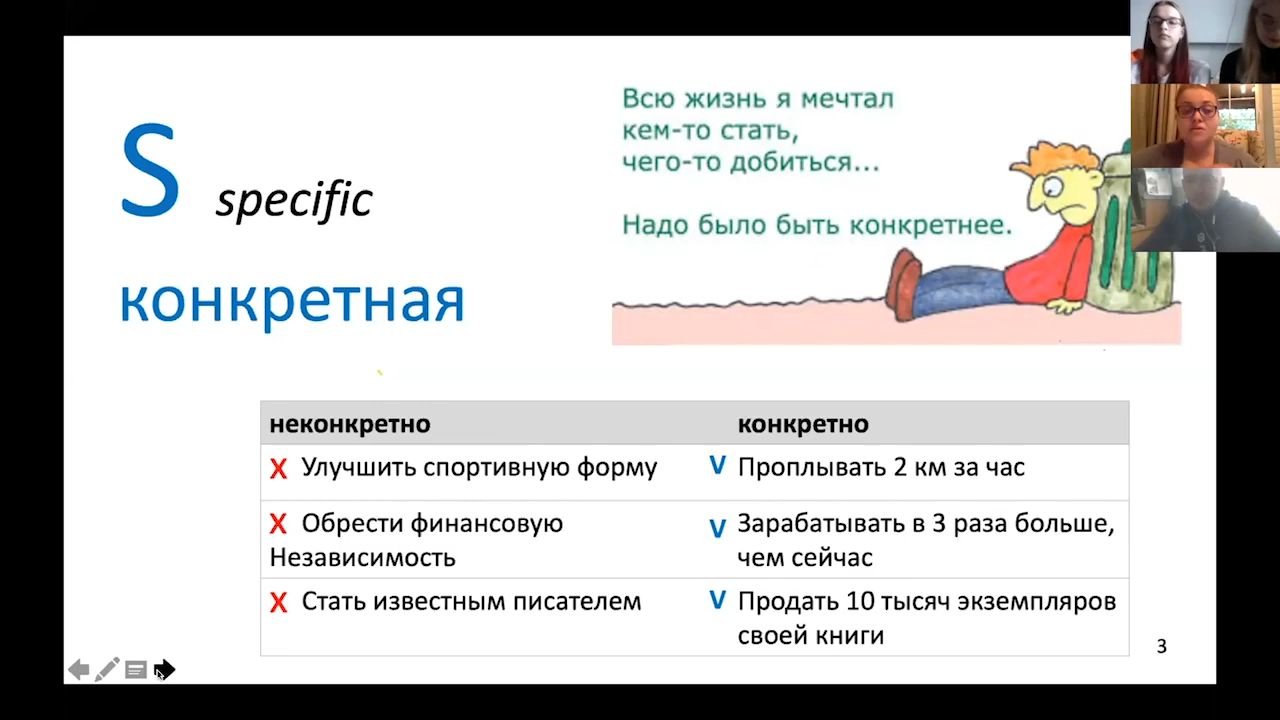 S specific
конкретная
Всю жизнь я мечтал
кем-то стать,
чего-то добиться...
Надо было быть конкретнее.
неконкретно конкретно
X Улучшить спортивную форму V Проплывать 2 км за час
X Обрести финансовую
Независимость
V Зарабатывать в 3 раза больше,
чем сейчас
X Стать известным писателем
V Продать 10 тысяч экземпляров
своей книги
3